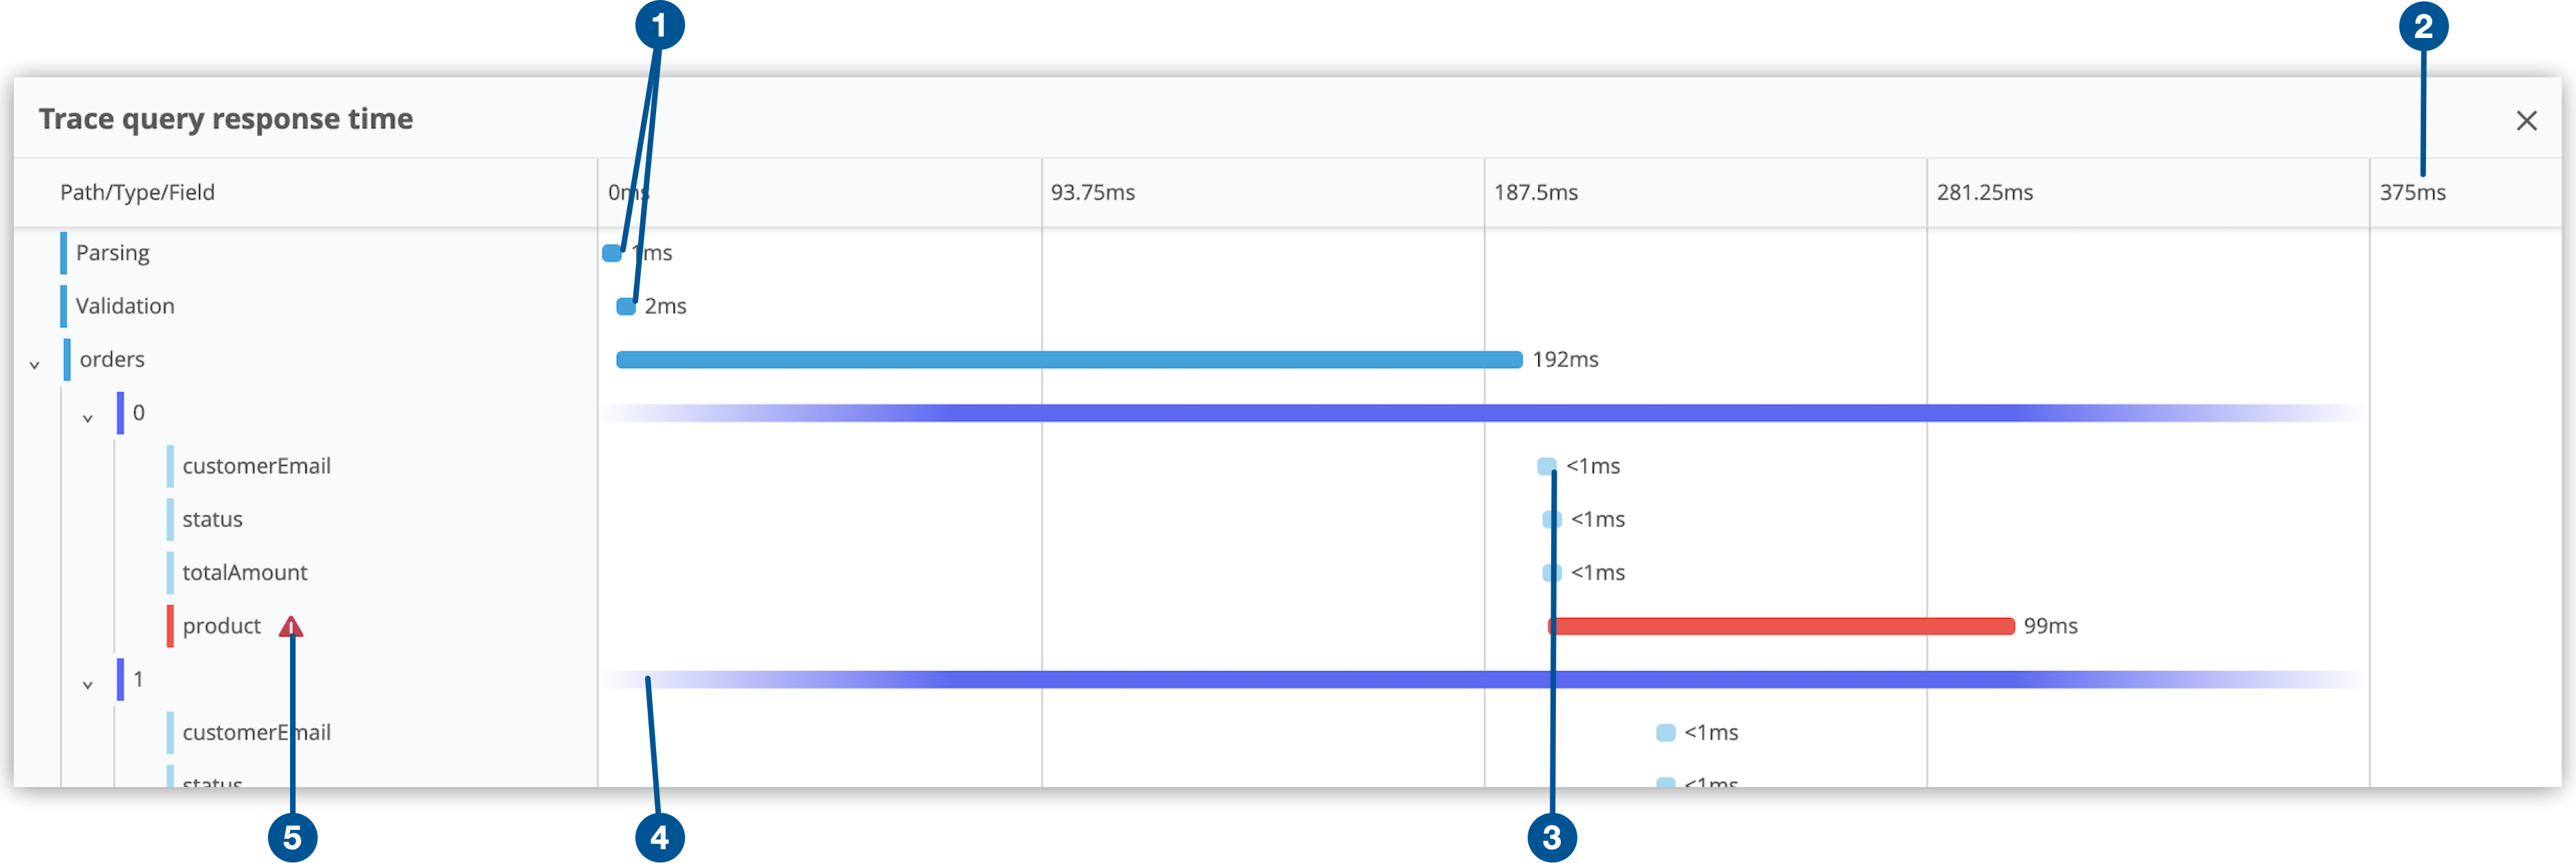 1
2
Trace query response time
Path/Type/Field 0ms 93.75ms 187.5ms 281.25ms 375ms
Parsing 1ms
Validation 2ms
orders 192ms
0
customerEmail <1ms
status <1ms
totalAmount <1ms
product 99ms
1
customerEmail <1ms
status <1ms
5 4 3